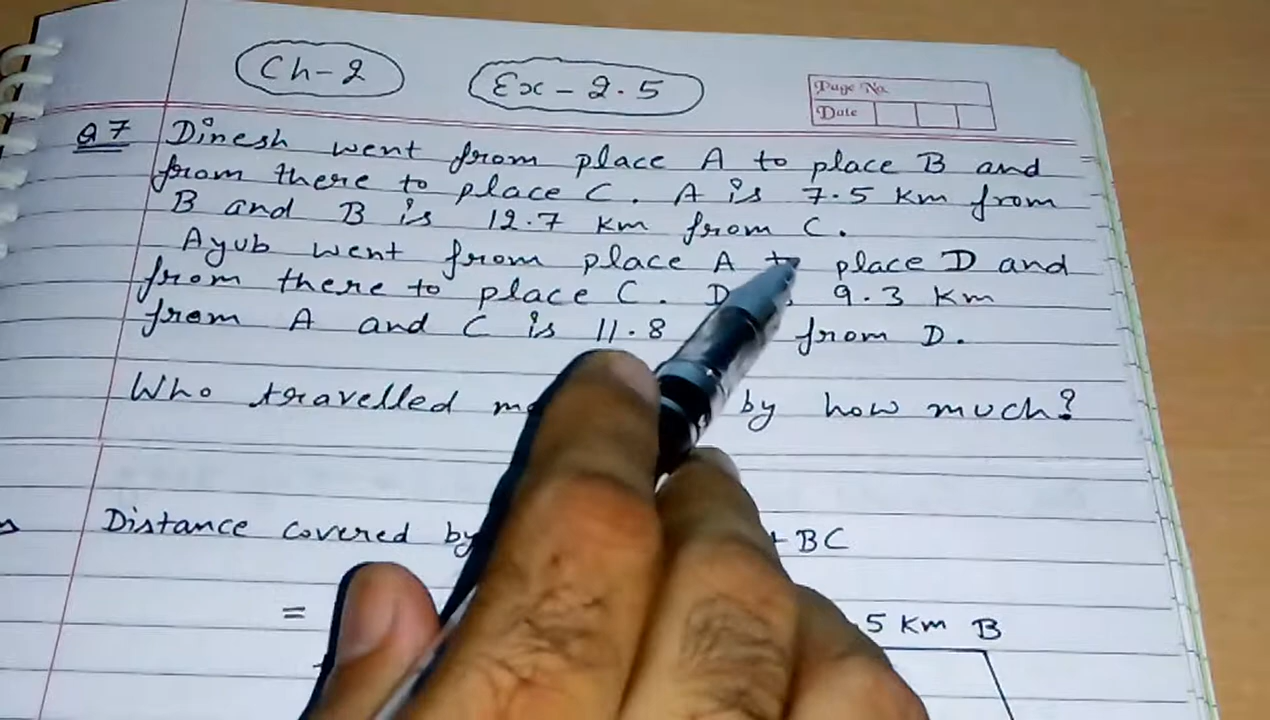 Ch-2
Ex-2.5
Page No.
Date
Q7 Dinesh went from place A to place B and
from there to place C. A is 7.5 Km from
B and B is 12.7 Km from C.
Ayub went from place A to place D and
from there to place C. D 9.3 Km
from A and C is 11.8 from D.
Who travelled by how much?
Distance covered by + BC
=
5 Km B